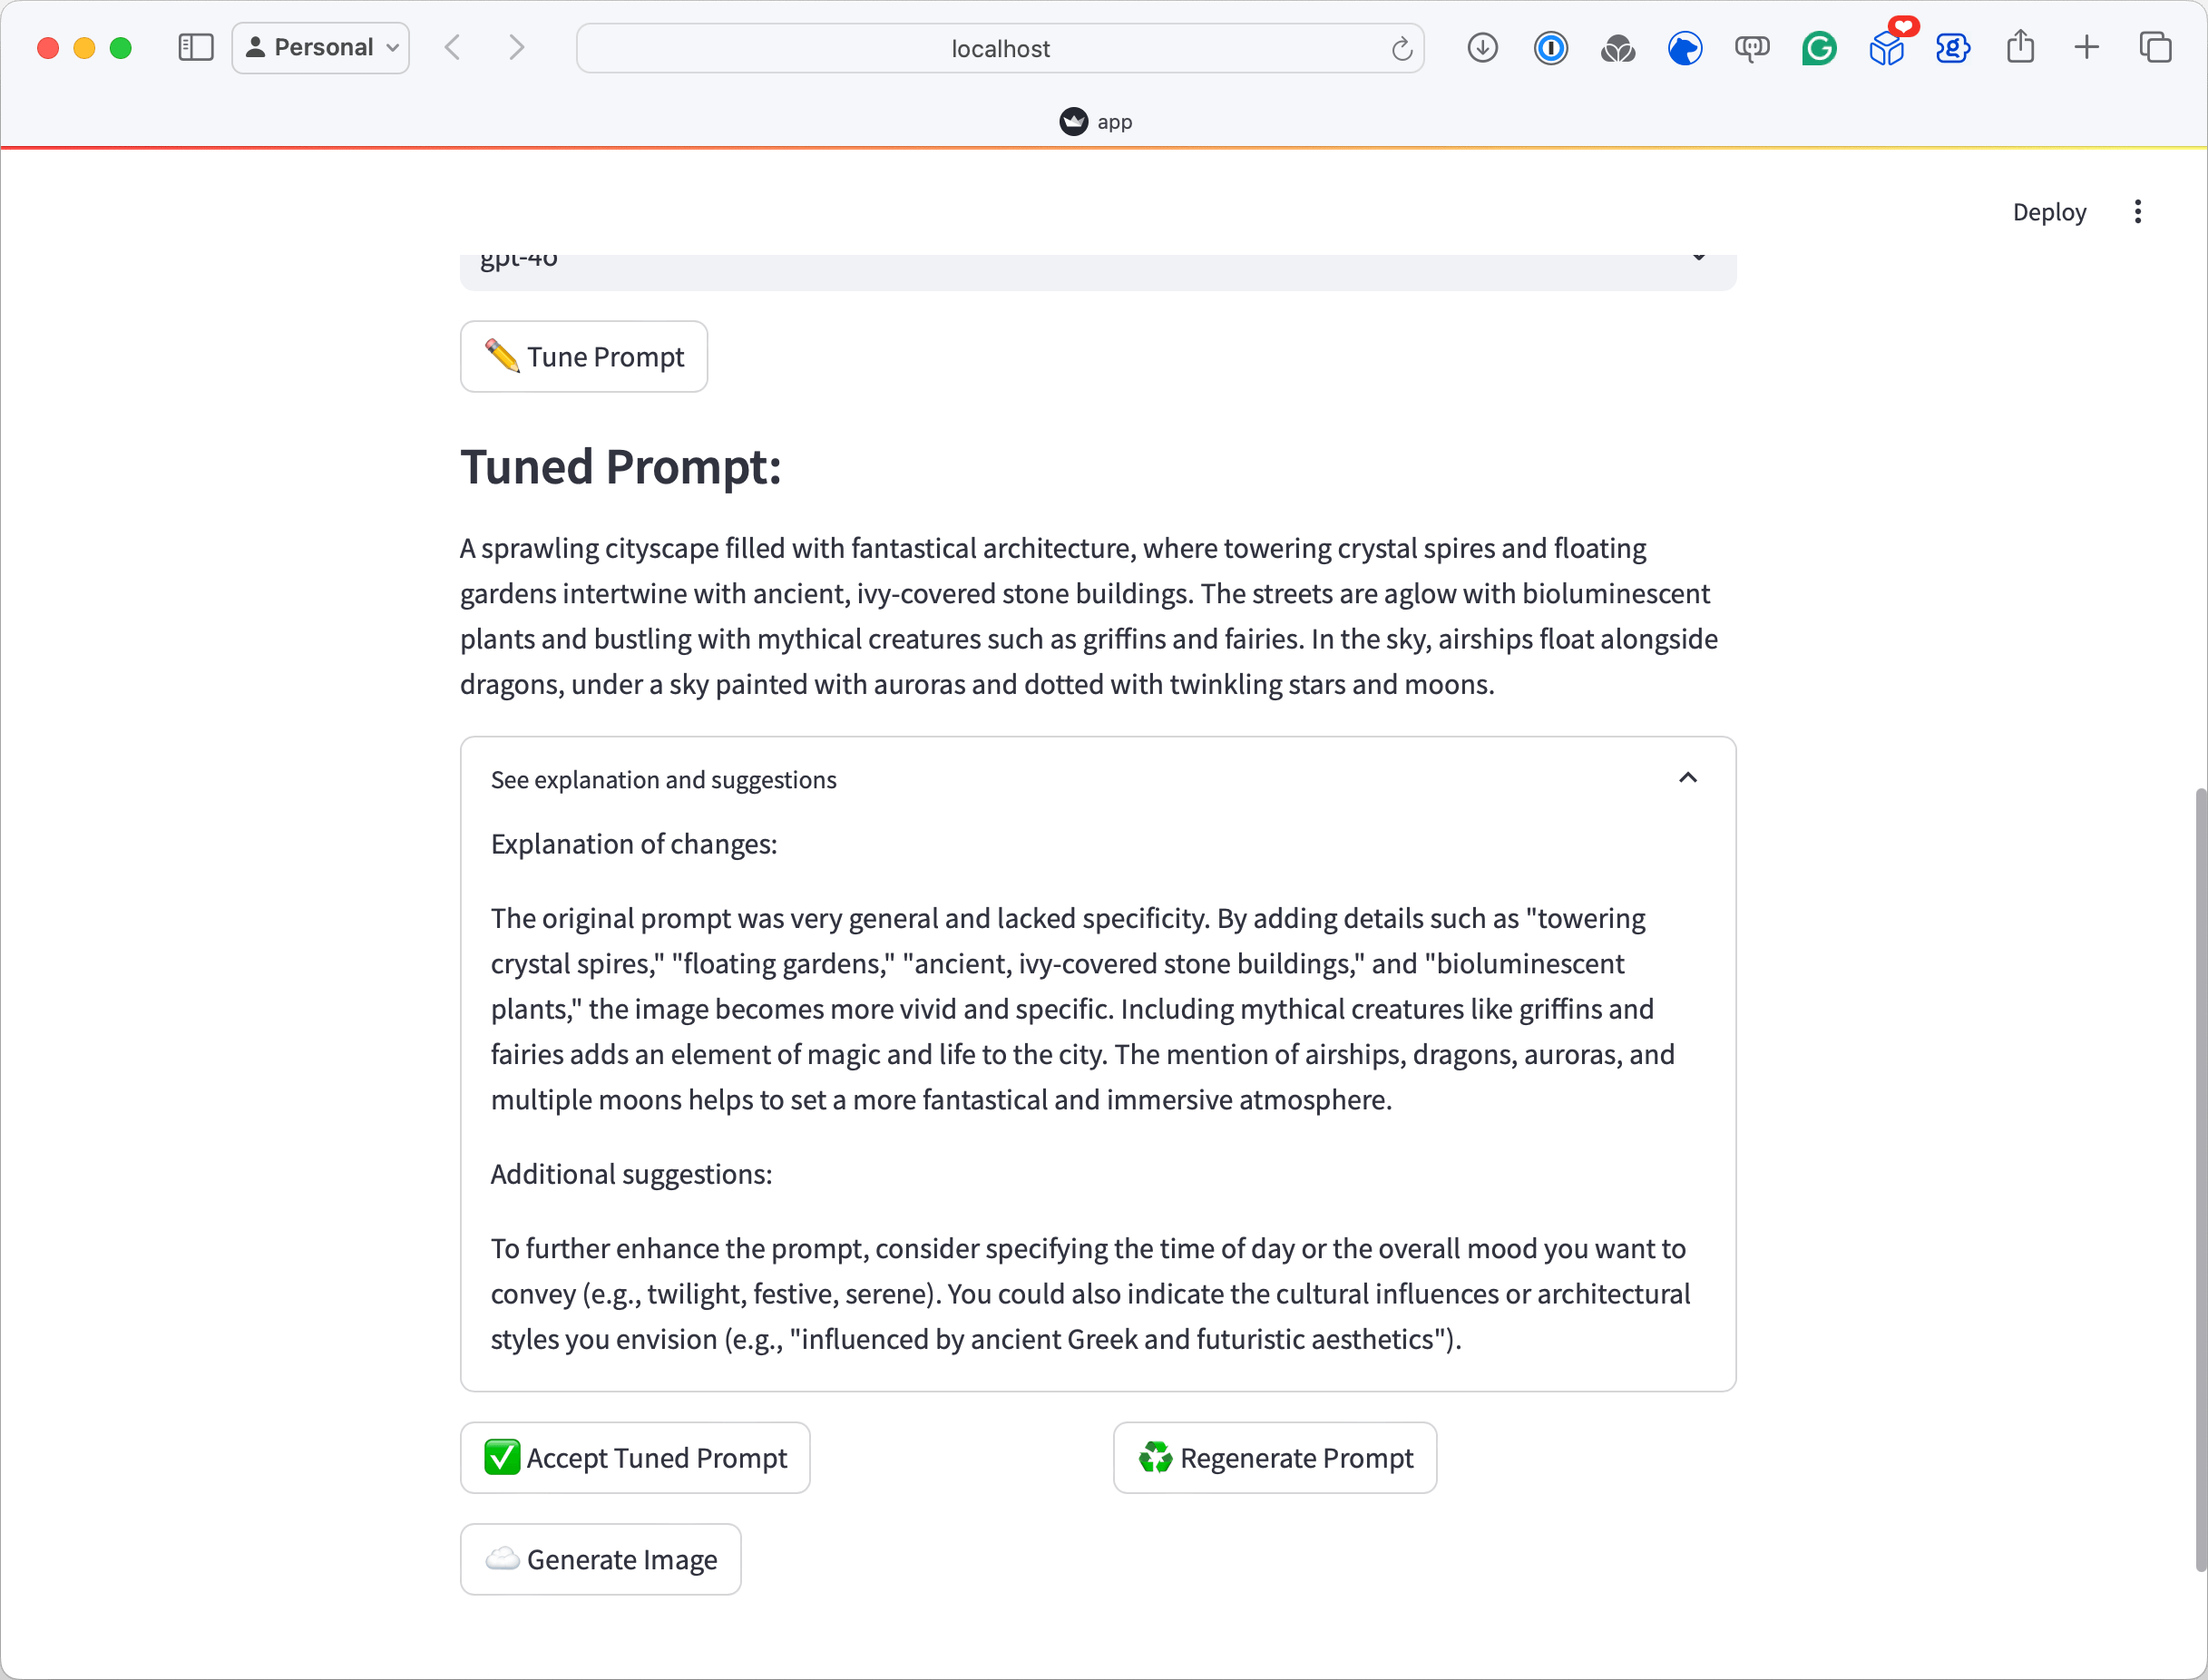 Personal
localhost
app
Deploy
gpt-4o
Tune Prompt
Tuned Prompt:
A sprawling cityscape filled with fantastical architecture, where towering crystal spires and floating
gardens intertwine with ancient, ivy-covered stone buildings. The streets are aglow with bioluminescent
plants and bustling with mythical creatures such as griffins and fairies. In the sky, airships float alongside
dragons, under a sky painted with auroras and dotted with twinkling stars and moons.
See explanation and suggestions
Explanation of changes:
The original prompt was very general and lacked specificity. By adding details such as "towering
crystal spires," "floating gardens," "ancient, ivy-covered stone buildings," and "bioluminescent
plants," the image becomes more vivid and specific. Including mythical creatures like griffins and
fairies adds an element of magic and life to the city. The mention of airships, dragons, auroras, and
multiple moons helps to set a more fantastical and immersive atmosphere.
Additional suggestions:
To further enhance the prompt, consider specifying the time of day or the overall mood you want to
convey (e.g., twilight, festive, serene). You could also indicate the cultural influences or architectural
styles you envision (e.g., "influenced by ancient Greek and futuristic aesthetics").
Accept Tuned Prompt
Regenerate Prompt
Generate Image